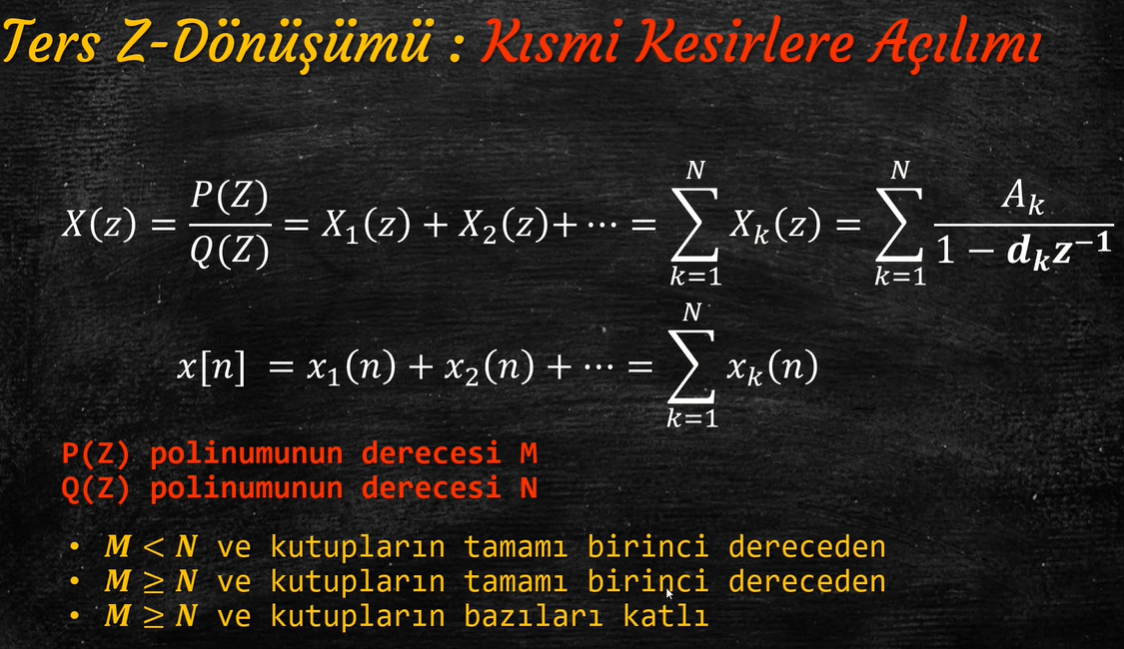 Ters Z-Dönüşümü : Kısmi Kesirlere Açılımı
X(z) = P(Z)/Q(Z) = X₁(z) + X₂(z)+ ⋯ = ∑_{k=1}^{N} X_k(z) = ∑_{k=1}^{N} A_k/(1 − d_k z⁻¹)
x[n] = x₁(n) + x₂(n) + ⋯ = ∑_{k=1}^{N} x_k(n)
P(Z) polinumunun derecesi M
Q(Z) polinumunun derecesi N
• M < N ve kutupların tamamı birinci dereceden
• M ≥ N ve kutupların tamamı birinci dereceden
• M ≥ N ve kutupların bazıları katlı